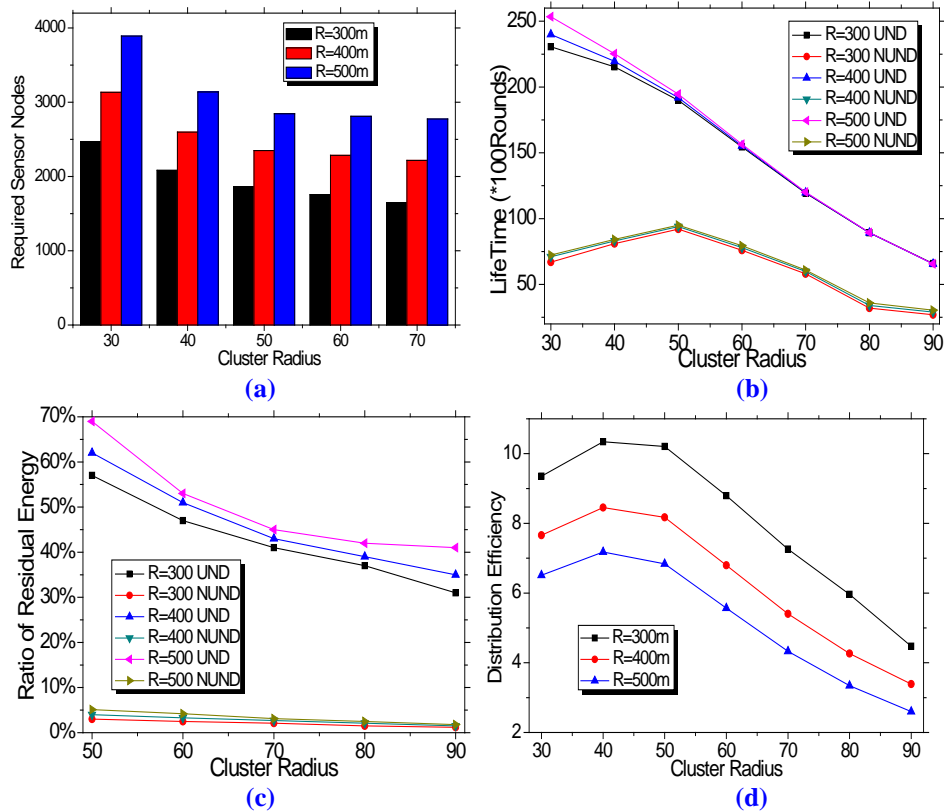 4000
3000
2000
1000
0
Required Sensor Nodes
R=300m
R=400m
R=500m
30 40 50 60 70
Cluster Radius
(a)
250
200
150
100
50
LifeTime (*100Rounds)
R=300 UND
R=300 NUND
R=400 UND
R=400 NUND
R=500 UND
R=500 NUND
30 40 50 60 70 80 90
Cluster Radius
(b)
70%
60%
50%
40%
30%
20%
10%
0%
Ratio of Residual Energy
R=300 UND
R=300 NUND
R=400 UND
R=400 NUND
R=500 UND
R=500 NUND
50 60 70 80 90
Cluster Radius
(c)
10
8
6
4
2
Distribution Efficiency
R=300m
R=400m
R=500m
30 40 50 60 70 80 90
Cluster Radius
(d)